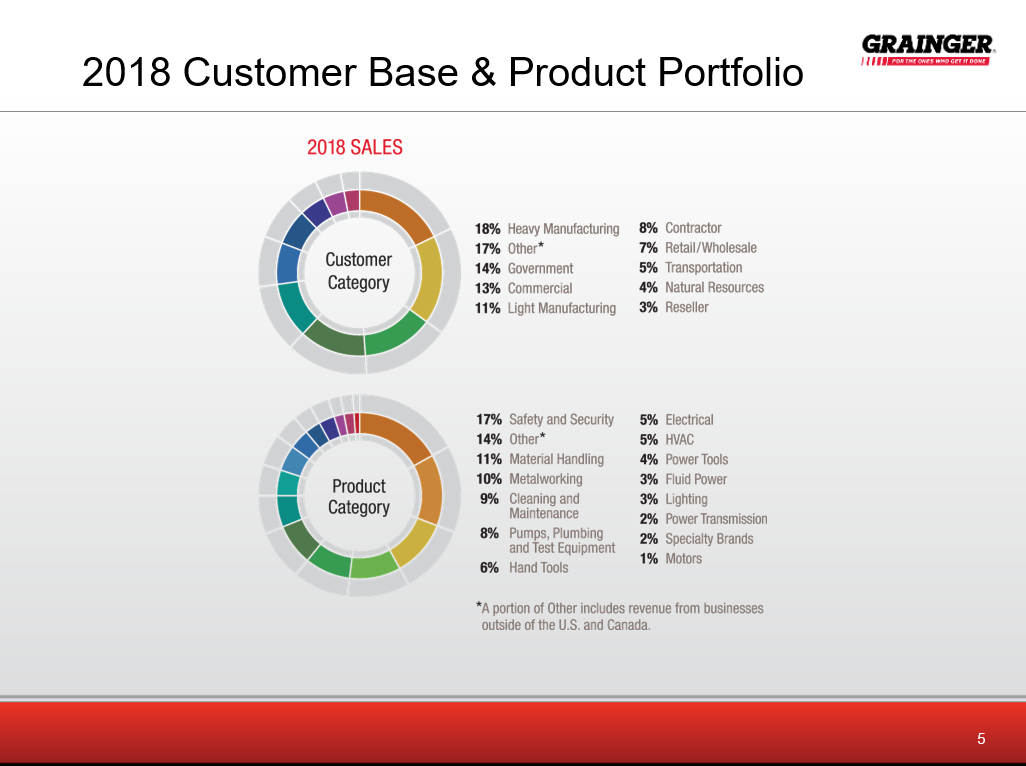 2018 Customer Base & Product Portfolio
GRAINGER®
FOR THE ONES WHO GET IT DONE
2018 SALES
Customer
Category
18% Heavy Manufacturing
17% Other*
14% Government
13% Commercial
11% Light Manufacturing
8% Contractor
7% Retail/Wholesale
5% Transportation
4% Natural Resources
3% Reseller
Product
Category
17% Safety and Security
14% Other*
11% Material Handling
10% Metalworking
9% Cleaning and
Maintenance
8% Pumps, Plumbing
and Test Equipment
6% Hand Tools
5% Electrical
5% HVAC
4% Power Tools
3% Fluid Power
3% Lighting
2% Power Transmission
2% Specialty Brands
1% Motors
*A portion of Other includes revenue from businesses
outside of the U.S. and Canada.
5